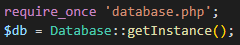 require_once 'database.php';
$db = Database::getInstance();